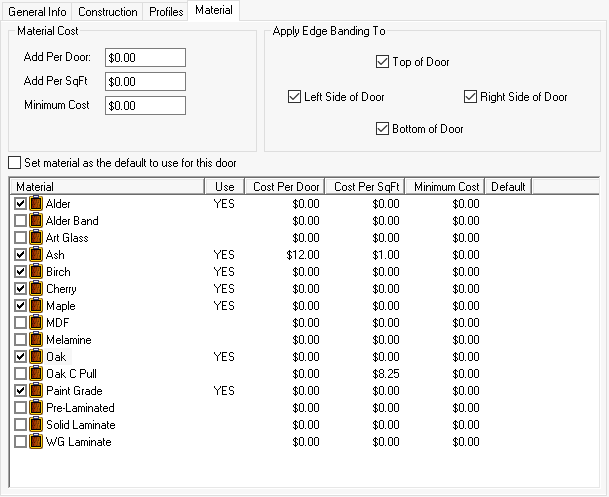 General Info Construction Profiles Material
Material Cost
Add Per Door: $0.00
Add Per SqFt $0.00
Minimum Cost $0.00
Apply Edge Banding To
Top of Door
Left Side of Door Right Side of Door
Bottom of Door
Set material as the default to use for this door
Material Use Cost Per Door Cost Per SqFt Minimum Cost Default
Alder YES $0.00 $0.00 $0.00
Alder Band $0.00 $0.00 $0.00
Art Glass $0.00 $0.00 $0.00
Ash YES $12.00 $1.00 $0.00
Birch YES $0.00 $0.00 $0.00
Cherry YES $0.00 $0.00 $0.00
Maple YES $0.00 $0.00 $0.00
MDF $0.00 $0.00 $0.00
Melamine $0.00 $0.00 $0.00
Oak YES $0.00 $0.00 $0.00
Oak C Pull $0.00 $8.25 $0.00
Paint Grade YES $0.00 $0.00 $0.00
Pre-Laminated $0.00 $0.00 $0.00
Solid Laminate $0.00 $0.00 $0.00
WG Laminate $0.00 $0.00 $0.00